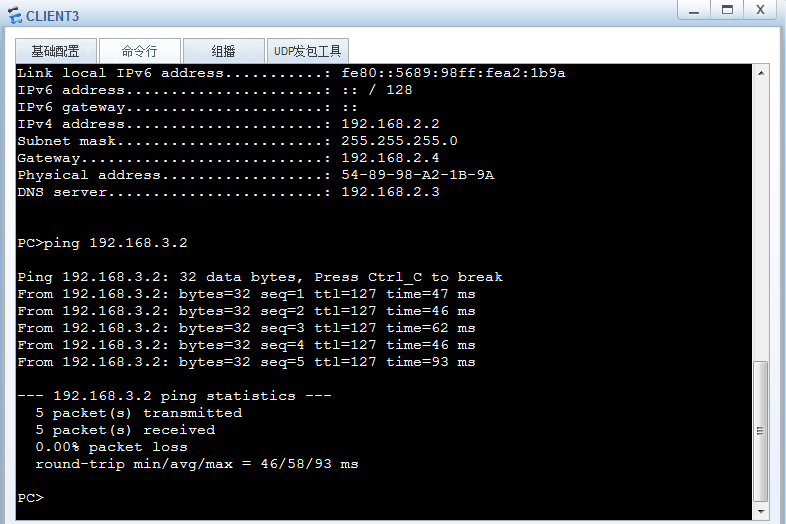 CLIENT3
X
基础配置 命令行 组播 UDP发包工具
Link local IPv6 address...........: fe80::5689:98ff:fea2:1b9a
IPv6 address......................: :: / 128
IPv6 gateway......................: ::
IPv4 address......................: 192.168.2.2
Subnet mask.......................: 255.255.255.0
Gateway...........................: 192.168.2.4
Physical address..................: 54-89-98-A2-1B-9A
DNS server........................: 192.168.2.3
PC>ping 192.168.3.2
Ping 192.168.3.2: 32 data bytes, Press Ctrl_C to break
From 192.168.3.2: bytes=32 seq=1 ttl=127 time=47 ms
From 192.168.3.2: bytes=32 seq=2 ttl=127 time=46 ms
From 192.168.3.2: bytes=32 seq=3 ttl=127 time=62 ms
From 192.168.3.2: bytes=32 seq=4 ttl=127 time=46 ms
From 192.168.3.2: bytes=32 seq=5 ttl=127 time=93 ms
--- 192.168.3.2 ping statistics ---
5 packet(s) transmitted
5 packet(s) received
0.00% packet loss
round-trip min/avg/max = 46/58/93 ms
PC>